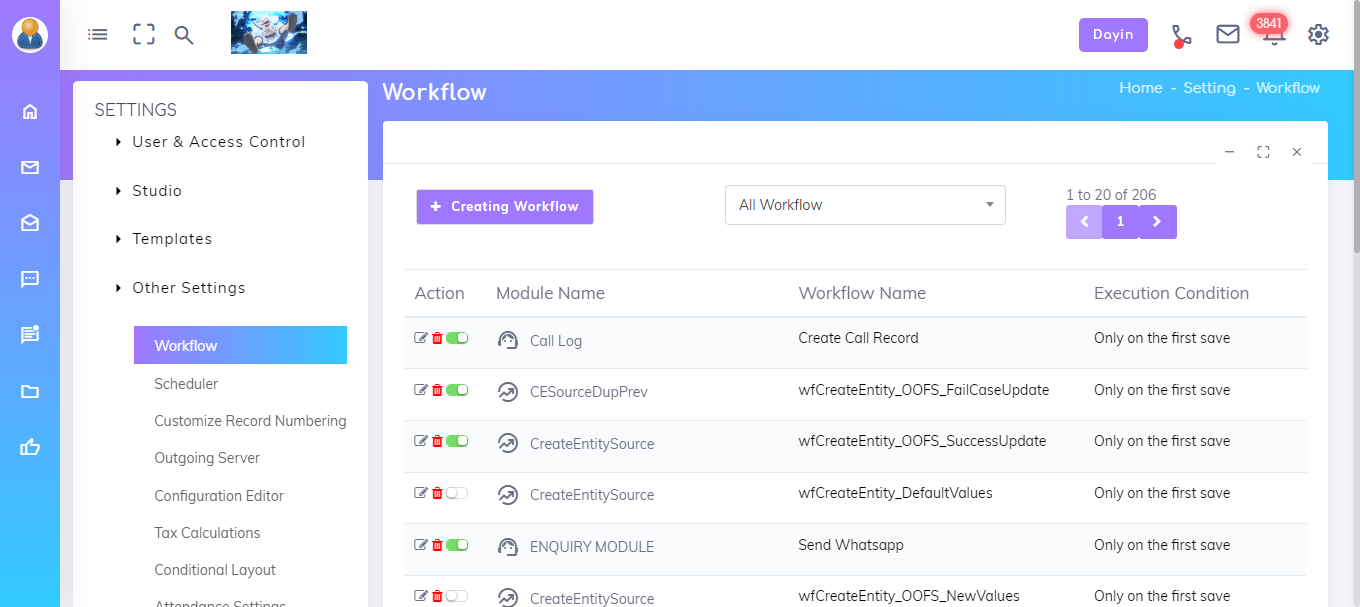 Dayin
3841
SETTINGS
User & Access Control
Studio
Templates
Other Settings
Workflow
Scheduler
Customize Record Numbering
Outgoing Server
Configuration Editor
Tax Calculations
Conditional Layout
Attendance Settings
Workflow
Home - Setting - Workflow
+ Creating Workflow
All Workflow
1 to 20 of 206
1
Action Module Name Workflow Name Execution Condition
Call Log Create Call Record Only on the first save
CESourceDupPrev wfCreateEntity_OOFS_FailCaseUpdate Only on the first save
CreateEntitySource wfCreateEntity_OOFS_SuccessUpdate Only on the first save
CreateEntitySource wfCreateEntity_DefaultValues Only on the first save
ENQUIRY MODULE Send Whatsapp Only on the first save
CreateEntitySource wfCreateEntity_OOFS_NewValues Only on the first save